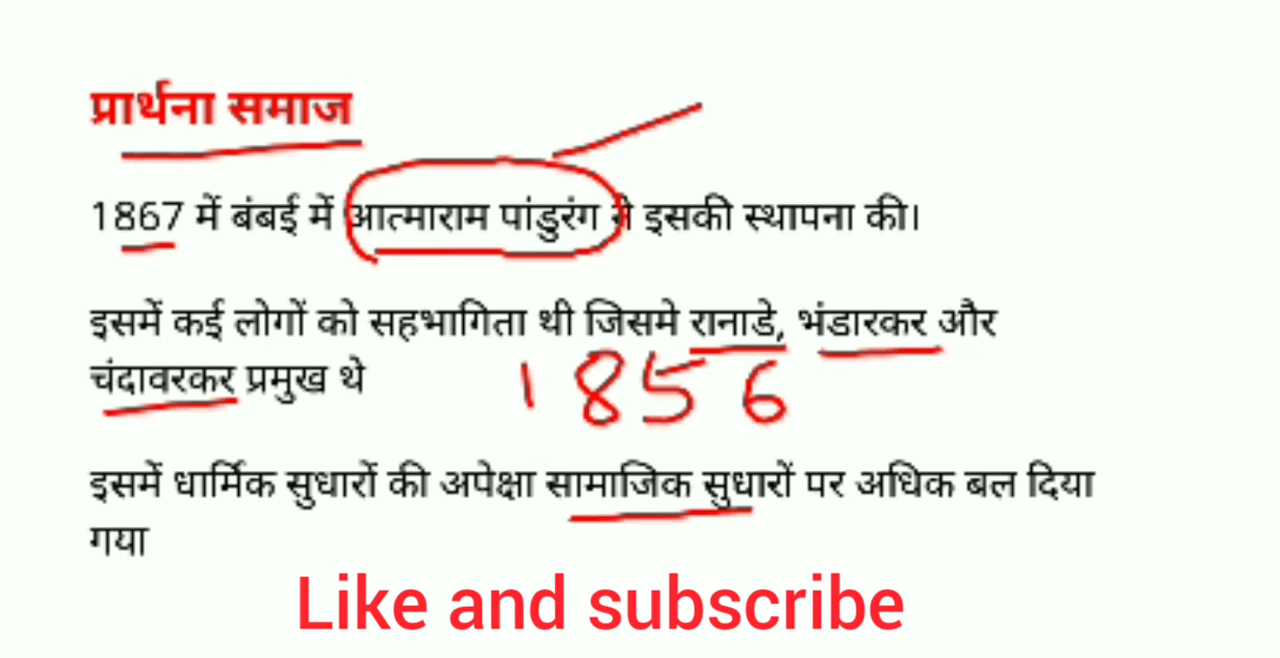 प्रार्थना समाज
1867 में बंबई में आत्माराम पांडुरंग ने इसकी स्थापना की।
इसमें कई लोगों को सहभागिता थी जिसमे रानाडे, भंडारकर और
चंदावरकर प्रमुख थे
1856
इसमें धार्मिक सुधारों की अपेक्षा सामाजिक सुधारों पर अधिक बल दिया
गया
Like and subscribe